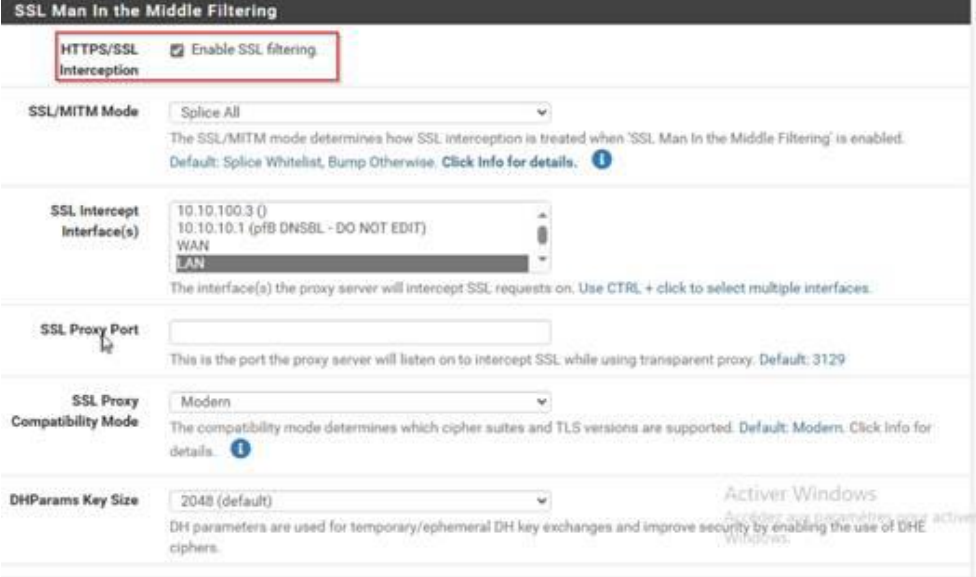 SSL Man In the Middle Filtering
HTTPS/SSL
Interception
Enable SSL filtering.
SSL/MITM Mode
Splice All
The SSL/MITM mode determines how SSL interception is treated when 'SSL Man In the Middle Filtering' is enabled.
Default: Splice Whitelist, Bump Otherwise. Click Info for details.
SSL Intercept
Interface(s)
10.10.100.3 ()
10.10.10.1 (pfB DNSBL - DO NOT EDIT)
WAN
LAN
The interface(s) the proxy server will intercept SSL requests on. Use CTRL + click to select multiple interfaces.
SSL Proxy Port
This is the port the proxy server will listen on to intercept SSL while using transparent proxy. Default: 3129
SSL Proxy
Compatibility Mode
Modern
The compatibility mode determines which cipher suites and TLS versions are supported. Default: Modern. Click Info for
details.
DHParams Key Size
2048 (default)
DH parameters are used for temporary/ephemeral DH key exchanges and improve security by enabling the use of DHE
ciphers.
Activer Windows
Accédez aux paramètres pour activer
Windows.